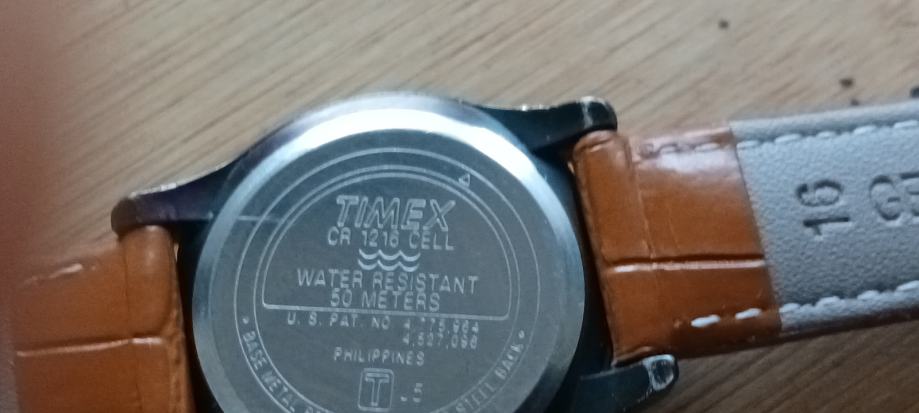 TIMEX
CR 1216 CELL
WATER RESISTANT
50 METERS
U. S. PAT. NO. 4,775,964
4,527,096
PHILIPPINES
T .5
BASE METAL
STEEL BACK
16